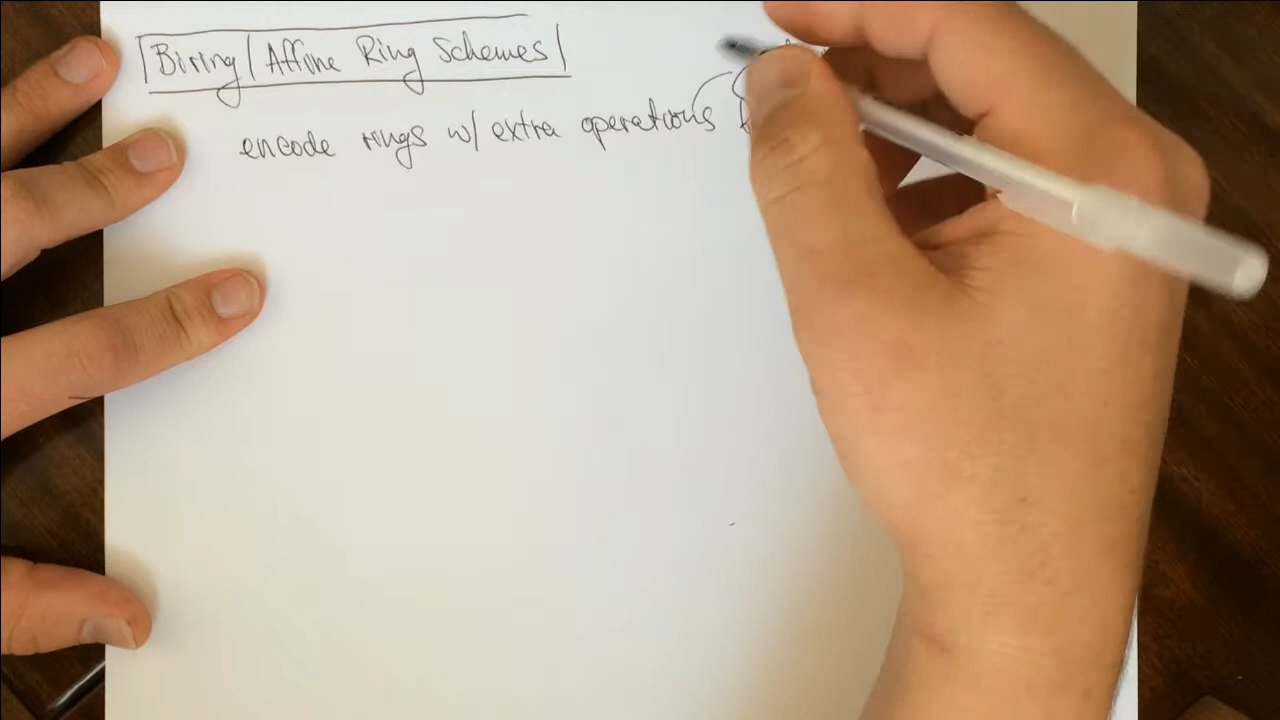 Biring / Affine Ring Schemes
encode rings w/ extra operations